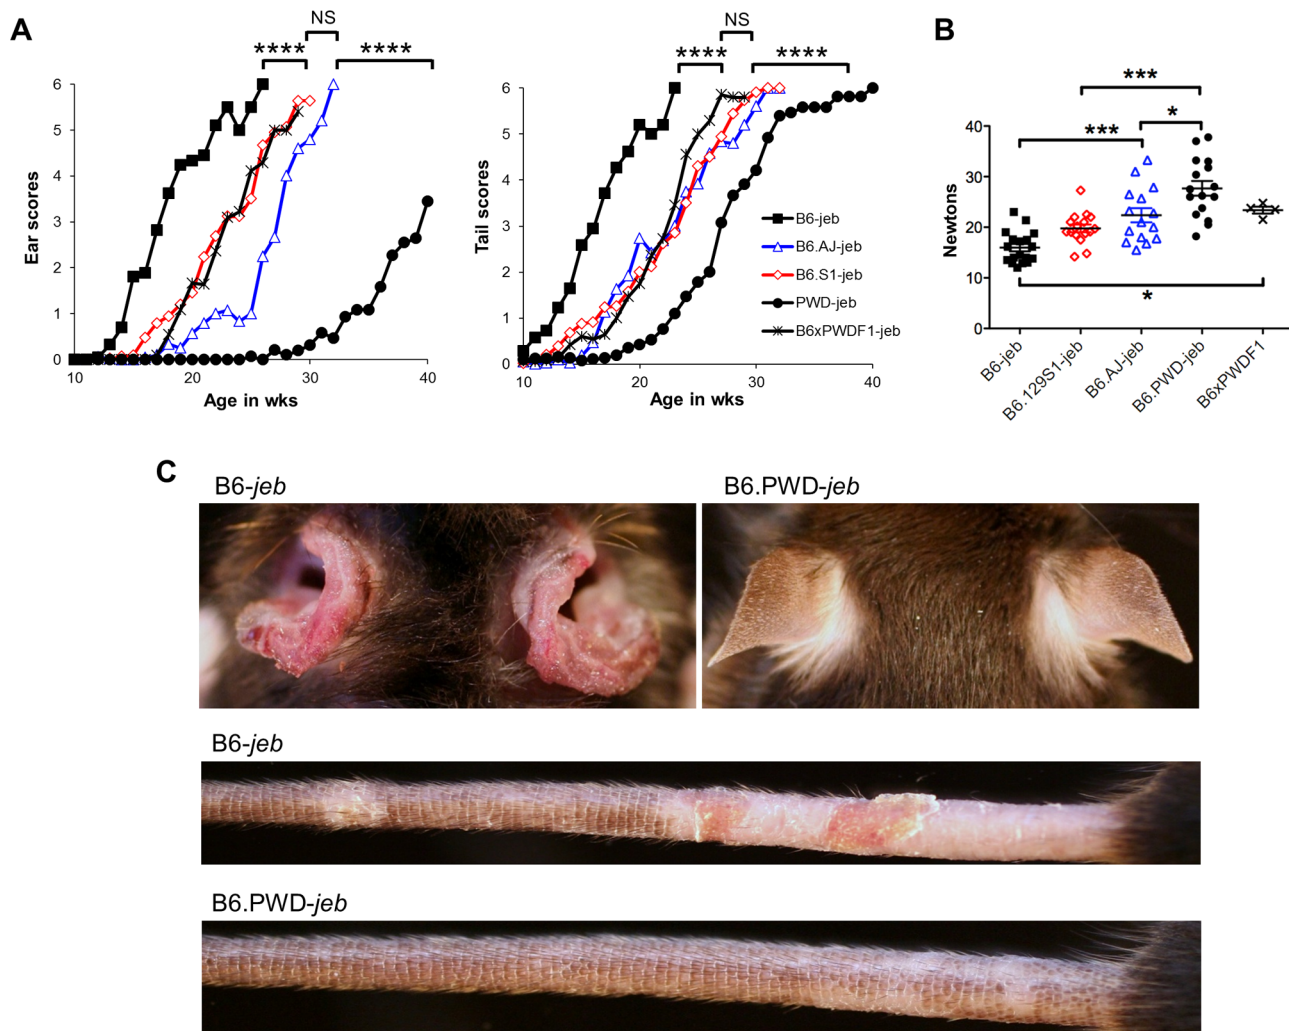 A
NS
****
****
Ear scores
6
5
4
3
2
1
0
10
20
30
40
Age in wks
NS
****
****
Tail scores
6
5
4
3
2
1
0
10
20
30
40
Age in wks
B6-jeb
B6.AJ-jeb
B6.S1-jeb
PWD-jeb
B6xPWDF1-jeb
B
***
*
***
*
Newtons
40
30
20
10
0
B6-jeb
B6.129S1-jeb
B6.AJ-jeb
B6.PWD-jeb
B6xPWDF1
C
B6-jeb
B6.PWD-jeb
B6-jeb
B6.PWD-jeb